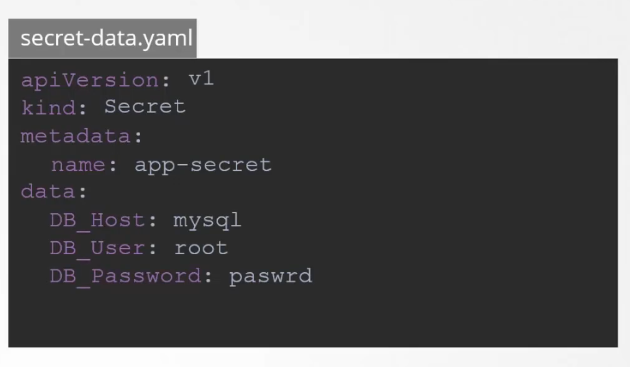 secret-data.yaml
apiVersion: v1
kind: Secret
metadata:
  name: app-secret
data:
  DB_Host: mysql
  DB_User: root
  DB_Password: paswrd